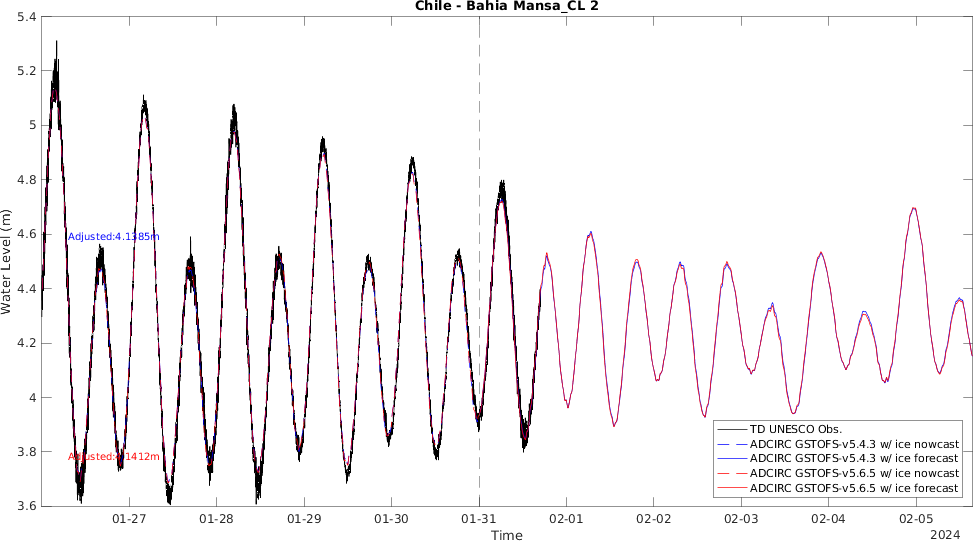 Chile - Bahia Mansa_CL 2
5.4
5.2
5
4.8
4.6
4.4
4.2
4
3.8
3.6
Water Level (m)
Adjusted:4.1385m
Adjusted:4.1412m
TD UNESCO Obs.
ADCIRC GSTOFS-v5.4.3 w/ ice nowcast
ADCIRC GSTOFS-v5.4.3 w/ ice forecast
ADCIRC GSTOFS-v5.6.5 w/ ice nowcast
ADCIRC GSTOFS-v5.6.5 w/ ice forecast
01-27 01-28 01-29 01-30 01-31 02-01 02-02 02-03 02-04 02-05
Time
2024